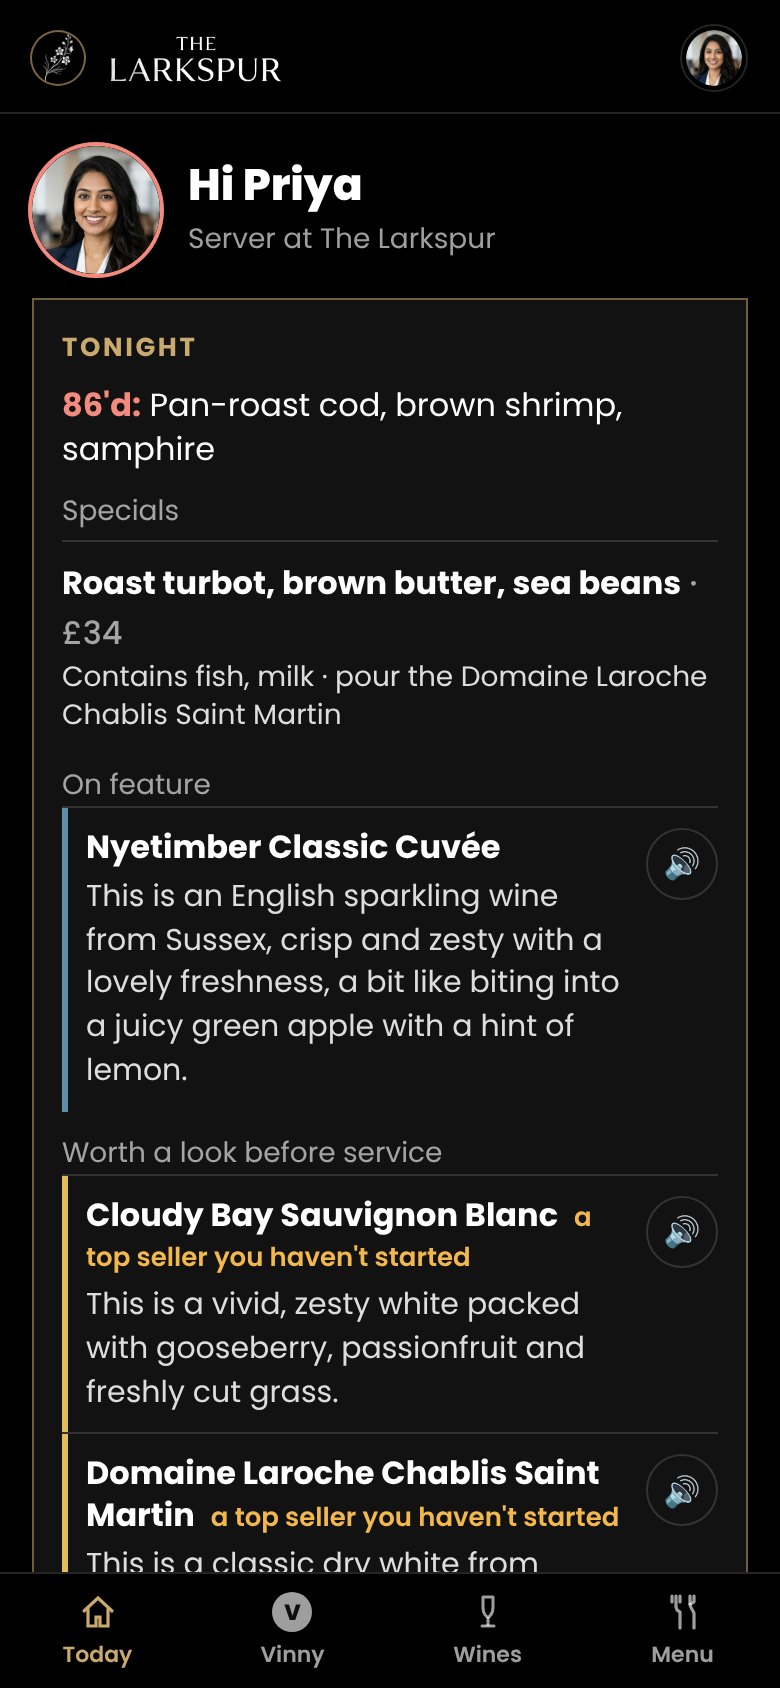 THE
LARKSPUR
Hi Priya
Server at The Larkspur
TONIGHT
86'd: Pan-roast cod, brown shrimp,
samphire
Specials
Roast turbot, brown butter, sea beans ·
£34
Contains fish, milk · pour the Domaine Laroche
Chablis Saint Martin
On feature
Nyetimber Classic Cuvée
This is an English sparkling wine
from Sussex, crisp and zesty with a
lovely freshness, a bit like biting into
a juicy green apple with a hint of
lemon.
Worth a look before service
Cloudy Bay Sauvignon Blanc a
top seller you haven't started
This is a vivid, zesty white packed
with gooseberry, passionfruit and
freshly cut grass.
Domaine Laroche Chablis Saint
Martin a top seller you haven't started
This is a classic dry white from
Today
V
Vinny
Wines
Menu